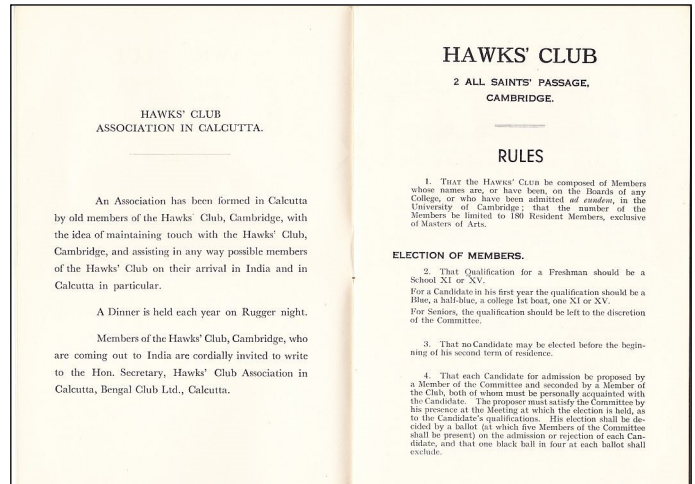 HAWKS' CLUB
ASSOCIATION IN CALCUTTA.
An Association has been formed in Calcutta
by old members of the Hawks' Club, Cambridge, with
the idea of maintaining touch with the Hawks' Club,
Cambridge, and assisting in any way possible members
of the Hawks' Club on their arrival in India and in
Calcutta in particular.
A Dinner is held each year on Rugger night.
Members of the Hawks' Club, Cambridge, who
are coming out to India are cordially invited to write
to the Hon. Secretary, Hawks' Club Association in
Calcutta, Bengal Club Ltd., Calcutta.
HAWKS' CLUB
2 ALL SAINTS' PASSAGE,
CAMBRIDGE.
RULES
1. THAT the HAWKS' CLUB be composed of Members
whose names are, or have been, on the Boards of any
College, or who have been admitted ad eundem, in the
University of Cambridge; that the number of the
Members be limited to 180 Resident Members, exclusive
of Masters of Arts.
ELECTION OF MEMBERS.
2. That Qualification for a Freshman should be a
School XI or XV.
For a Candidate in his first year the qualification should be a
Blue, a half-blue, a college 1st boat, one XI or XV.
For Seniors, the qualification should be left to the discretion
of the Committee.
3. That no Candidate may be elected before the begin-
ning of his second term of residence.
4. That each Candidate for admission be proposed by
a Member of the Committee and seconded by a Member of
the Club, both of whom must be personally acquainted with
the Candidate. The proposer must satisfy the Committee by
his presence at the Meeting at which the election is held, as
to the Candidate's qualifications. His election shall be de-
cided by a ballot (at which five Members of the Committee
shall be present) on the admission or rejection of each Can-
didate, and that one black ball in four at each ballot shall
exclude.